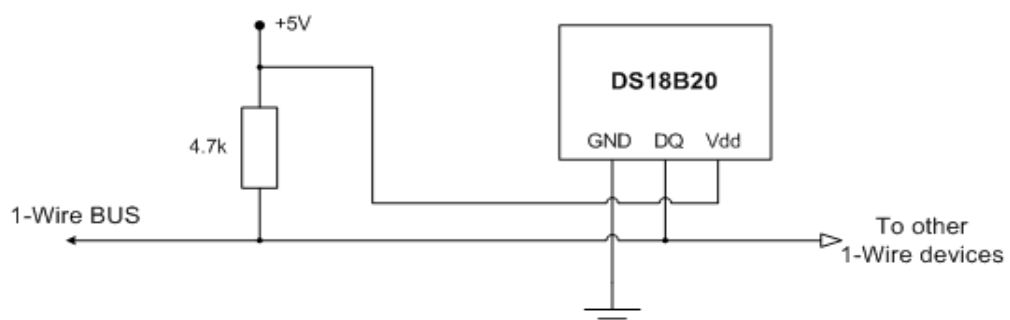 +5V
DS18B20
GND DQ Vdd
4.7k
1-Wire BUS
To other
1-Wire devices